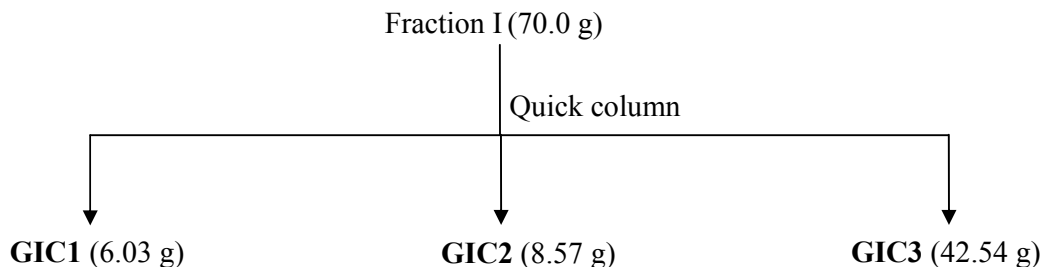 Fraction I (70.0 g)
Quick column
GIC1 (6.03 g) GIC2 (8.57 g) GIC3 (42.54 g)